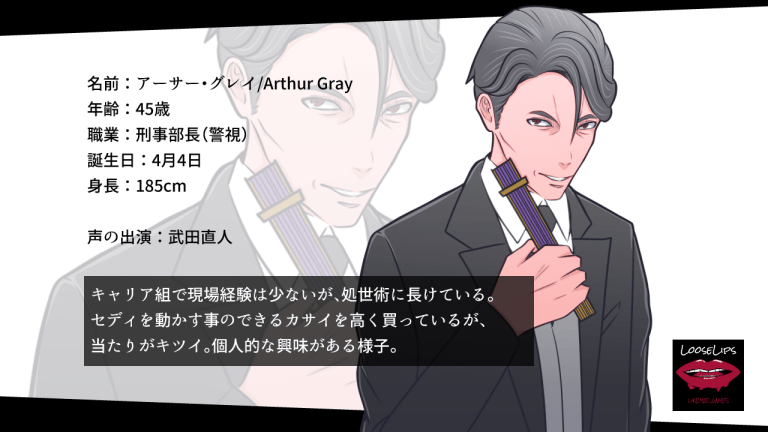 名前：アーサー・グレイ/Arthur Gray
年齢：45歳
職業：刑事部長（警視）
誕生日：4月4日
身長：185cm
声の出演：武田直人
キャリア組で現場経験は少ないが、処世術に長けている。
セディを動かす事のできるカサイを高く買っているが、
当たりがキツイ。個人的な興味がある様子。
LOOSELIPS